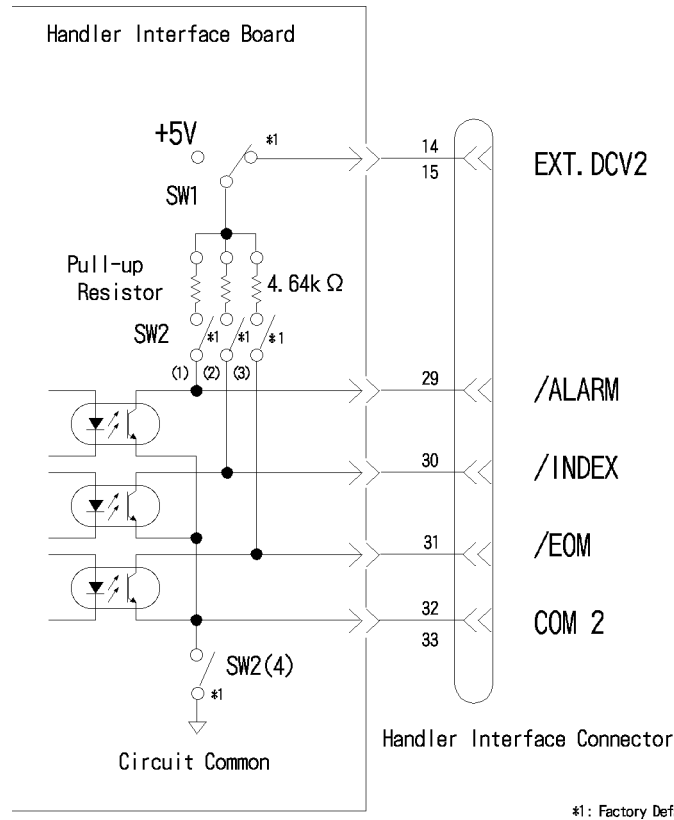 Handler Interface Board
+5V
*1
14
15
EXT. DCV2
SW1
Pull-up
Resistor
4.64k Ω
SW2
*1
*1
*1
(1)
(2)
(3)
29
/ALARM
30
/INDEX
31
/EOM
32
33
COM 2
SW2(4)
*1
Circuit Common
Handler Interface Connector
*1: Factory Def